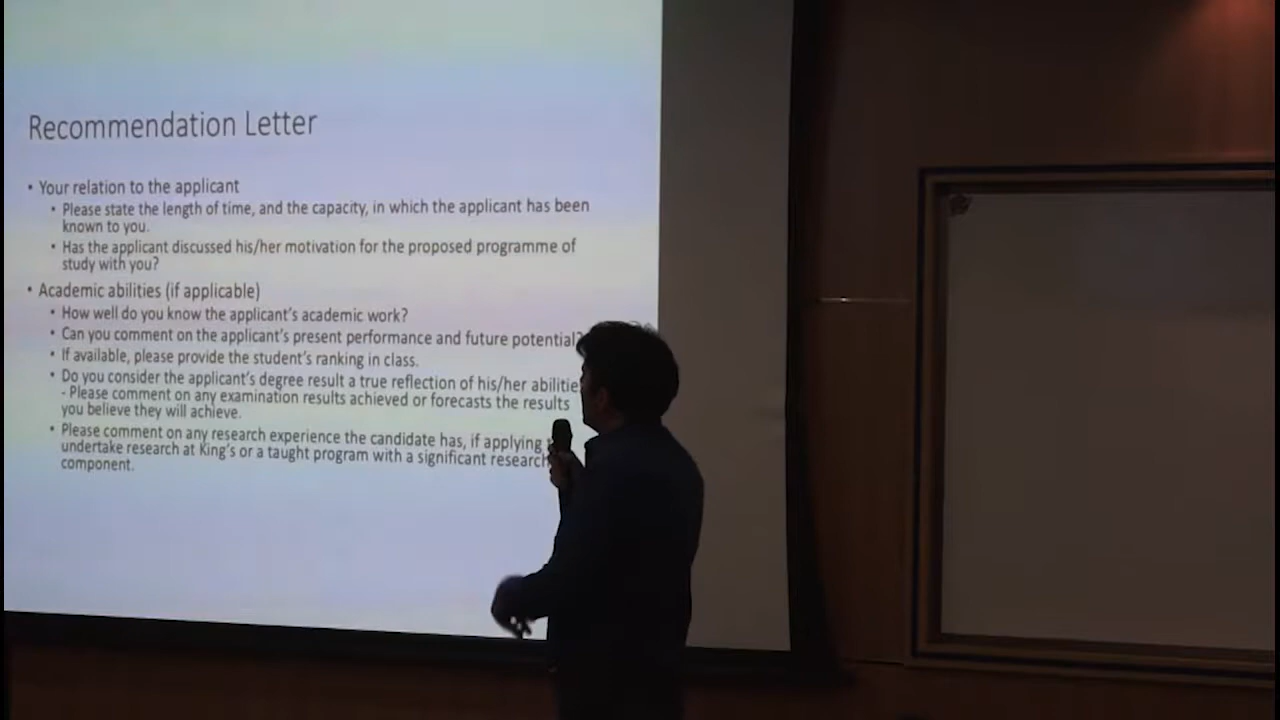 Recommendation Letter
• Your relation to the applicant
• Please state the length of time, and the capacity, in which the applicant has been
known to you.
• Has the applicant discussed his/her motivation for the proposed programme of
study with you?
• Academic abilities (if applicable)
• How well do you know the applicant's academic work?
• Can you comment on the applicant's present performance and future potential?
• If available, please provide the student's ranking in class.
• Do you consider the applicant's degree result a true reflection of his/her abilitie
- Please comment on any examination results achieved or forecasts the results
you believe they will achieve.
• Please comment on any research experience the candidate has, if applying
undertake research at King's or a taught program with a significant research
component.